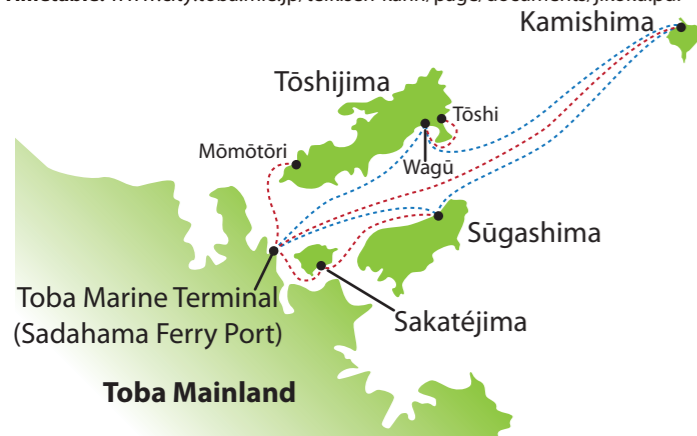 Kamishima
Tōshijima
Tōshi
Mōmōtōri
Wagū
Sūgashima
Toba Marine Terminal
(Sadahama Ferry Port)
Sakatéjima
Toba Mainland